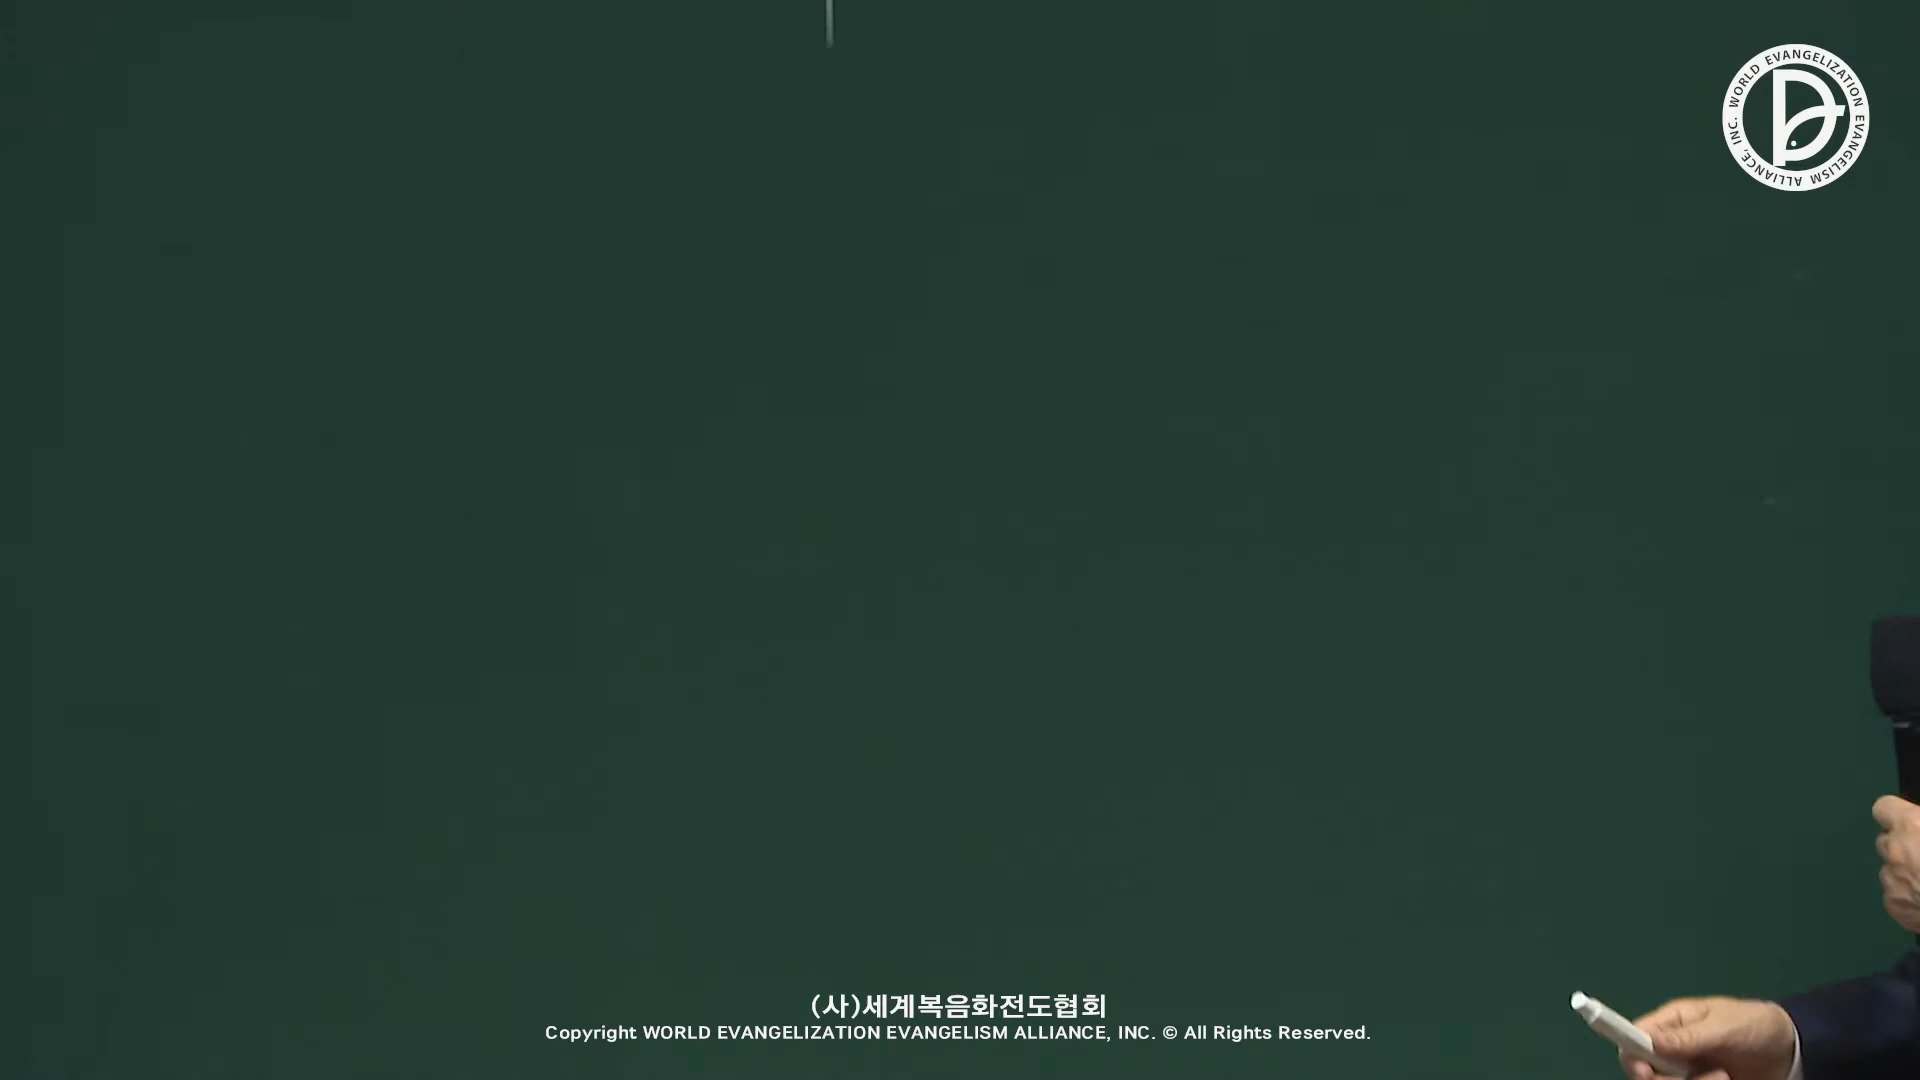 WORLD EVANGELIZATION EVANGELISM ALLIANCE, INC.
(사)세계복음화전도협회
Copyright WORLD EVANGELIZATION EVANGELISM ALLIANCE, INC. © All Rights Reserved.